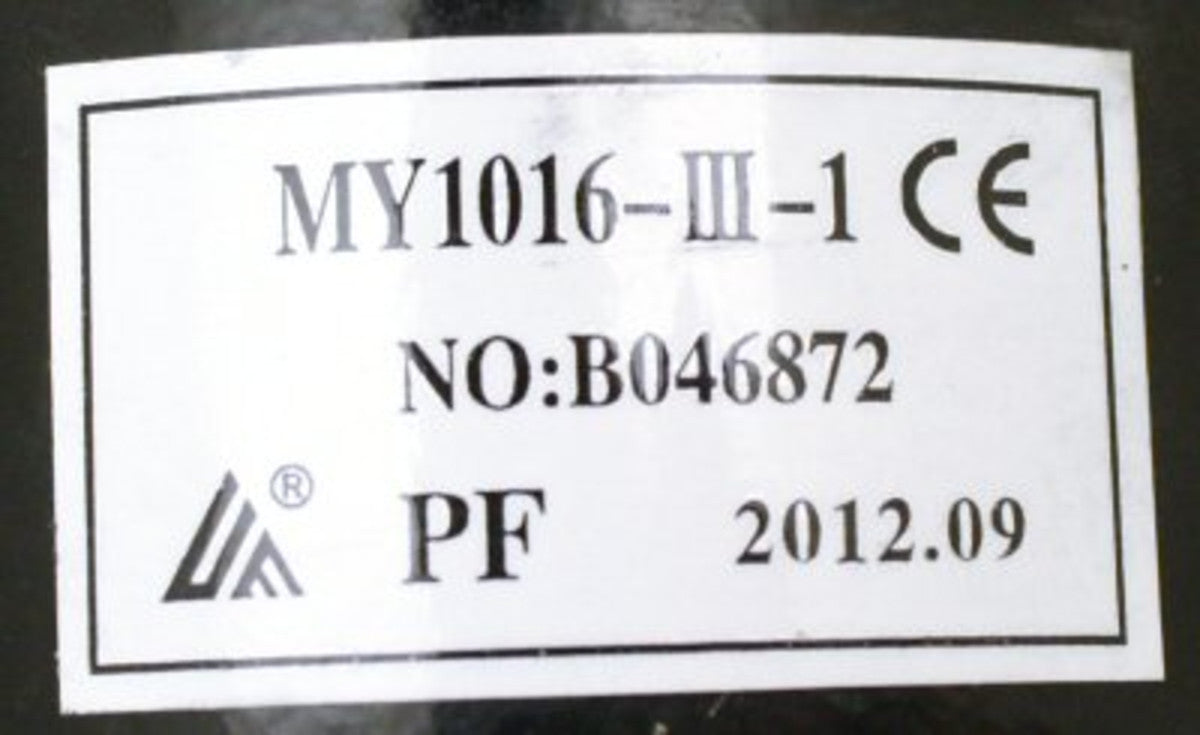 MY1016-III-1 CE
NO:B046872
® PF 2012.09